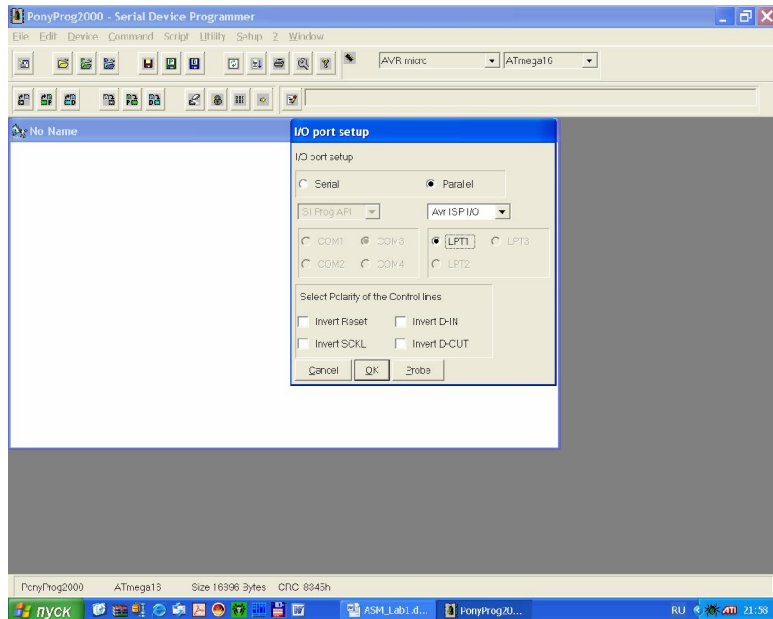 PonyProg2000 - Serial Device Programmer
File Edit Device Command Script Utility Setup ? Window
AVR micro ATmega16
No Name
I/O port setup
I/O port setup
Serial Parallel
SI Prog API Avr ISP I/O
COM1 COM3 LPT1 LPT3
COM2 COM4 LPT2
Select Polarity of the Control lines
Invert Reset Invert D-IN
Invert SCKL Invert D-OUT
Cancel OK Probe
PonyProg2000 ATmega16 Size 16896 Bytes CRC 8345h
пуск ASM_Lab1.d... PonyProg20... RU 21:58